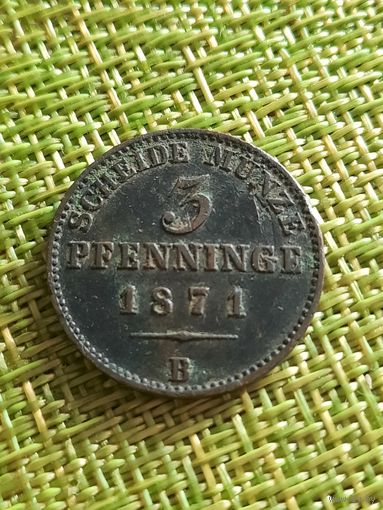 SCHEIDE MÜNZE
3
PFENNINGE
1871
B